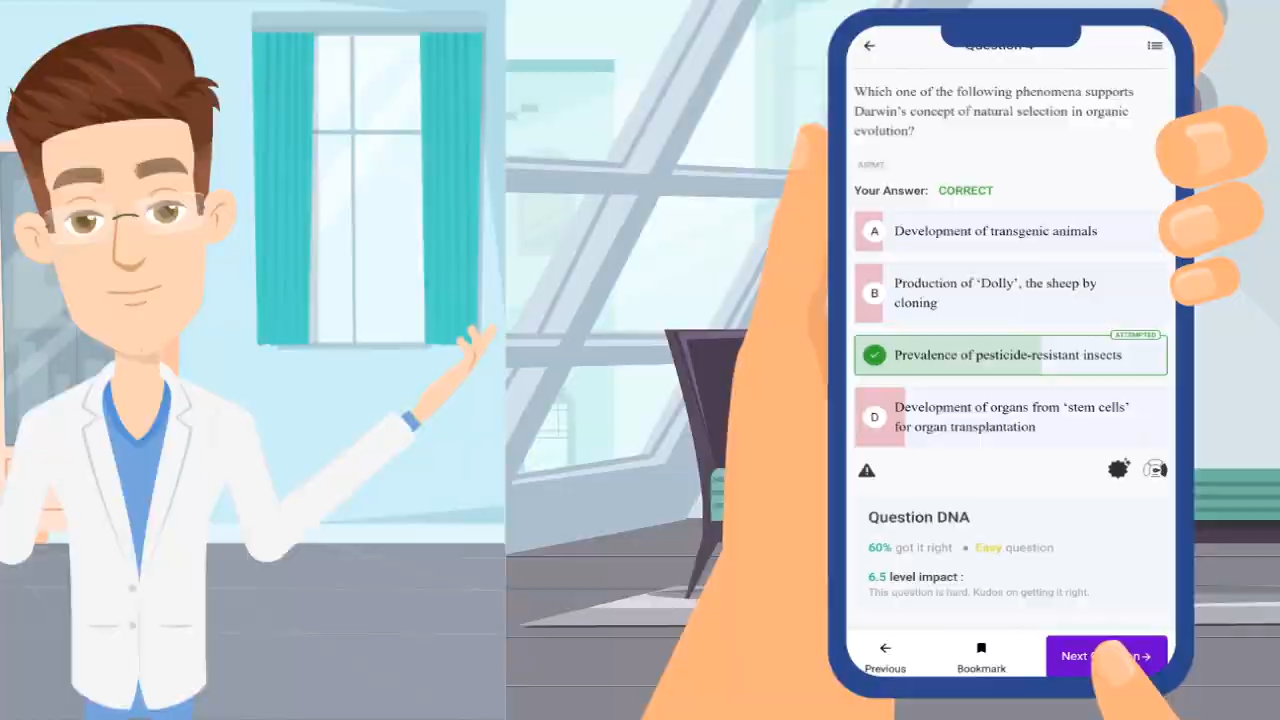 Question 4
Which one of the following phenomena supports
Darwin's concept of natural selection in organic
evolution?
AIPMT
Your Answer: CORRECT
A Development of transgenic animals
B Production of ‘Dolly’, the sheep by
cloning
ATTEMPTED
Prevalence of pesticide-resistant insects
D Development of organs from ‘stem cells’
for organ transplantation
Question DNA
60% got it right • Easy question
6.5 level impact :
This question is hard. Kudos on getting it right.
Previous
Bookmark
Next